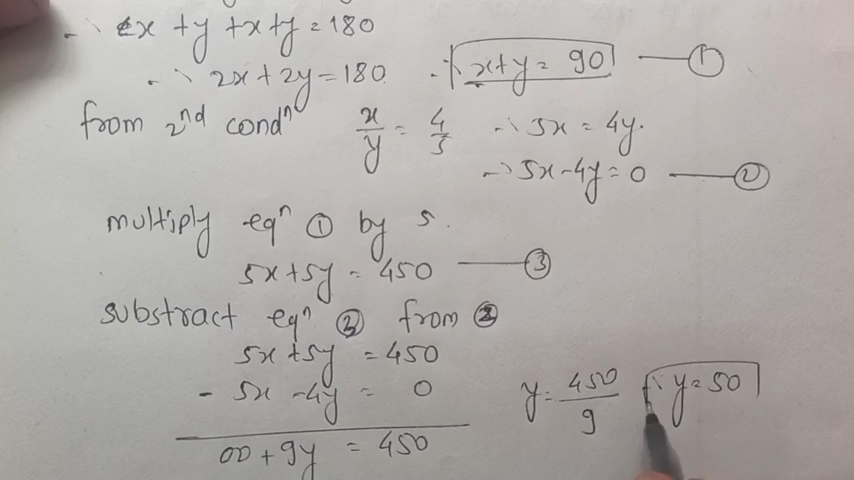 ∴ x + y + x + y = 180
∴ 2x + 2y = 180 ∴ x + y = 90 — ①
from 2nd condⁿ x/y = 4/5 ∴ 5x = 4y.
∴ 5x - 4y = 0 — ②
multiply eqⁿ ① by 5.
5x + 5y = 450 — ③
substract eqⁿ from
5x + 5y = 450
- 5x - 4y = 0
00 + 9y = 450
y = 450/9 ∴ y = 50